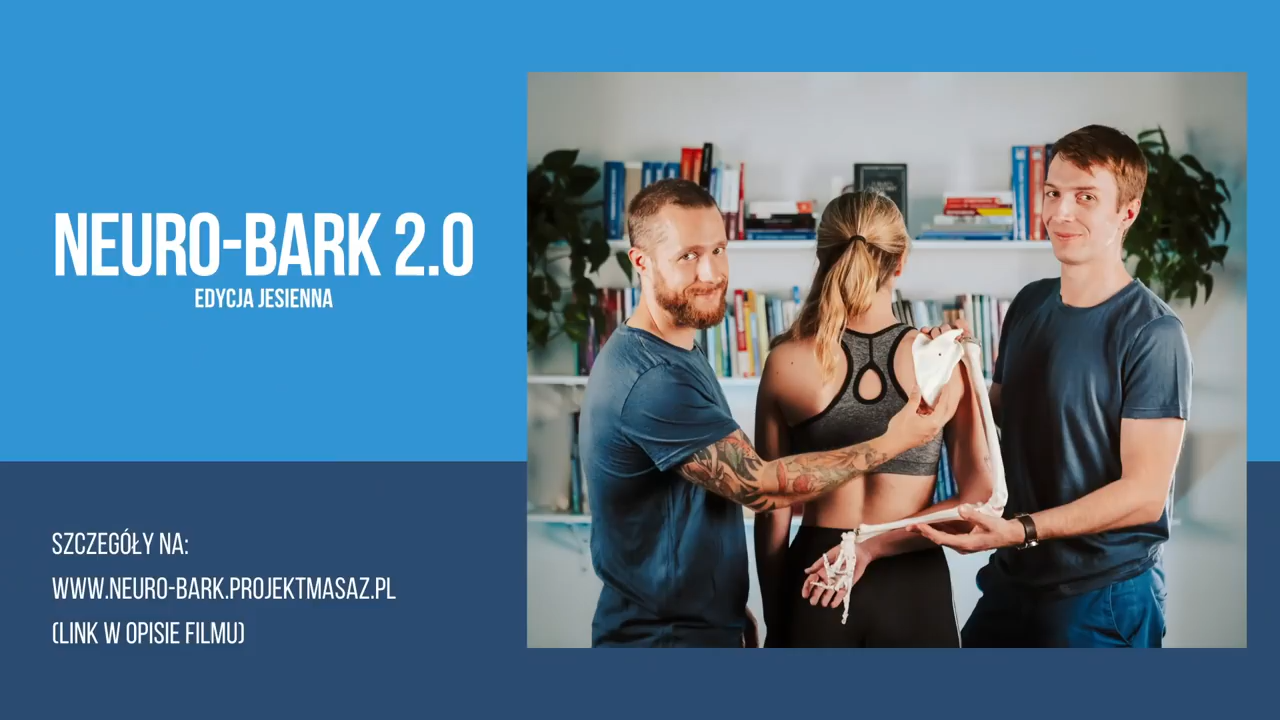 NEURO-BARK 2.0
EDYCJA JESIENNA
SZCZEGÓŁY NA:
WWW.NEURO-BARK.PROJEKTMASAZ.PL
(LINK W OPISIE FILMU)